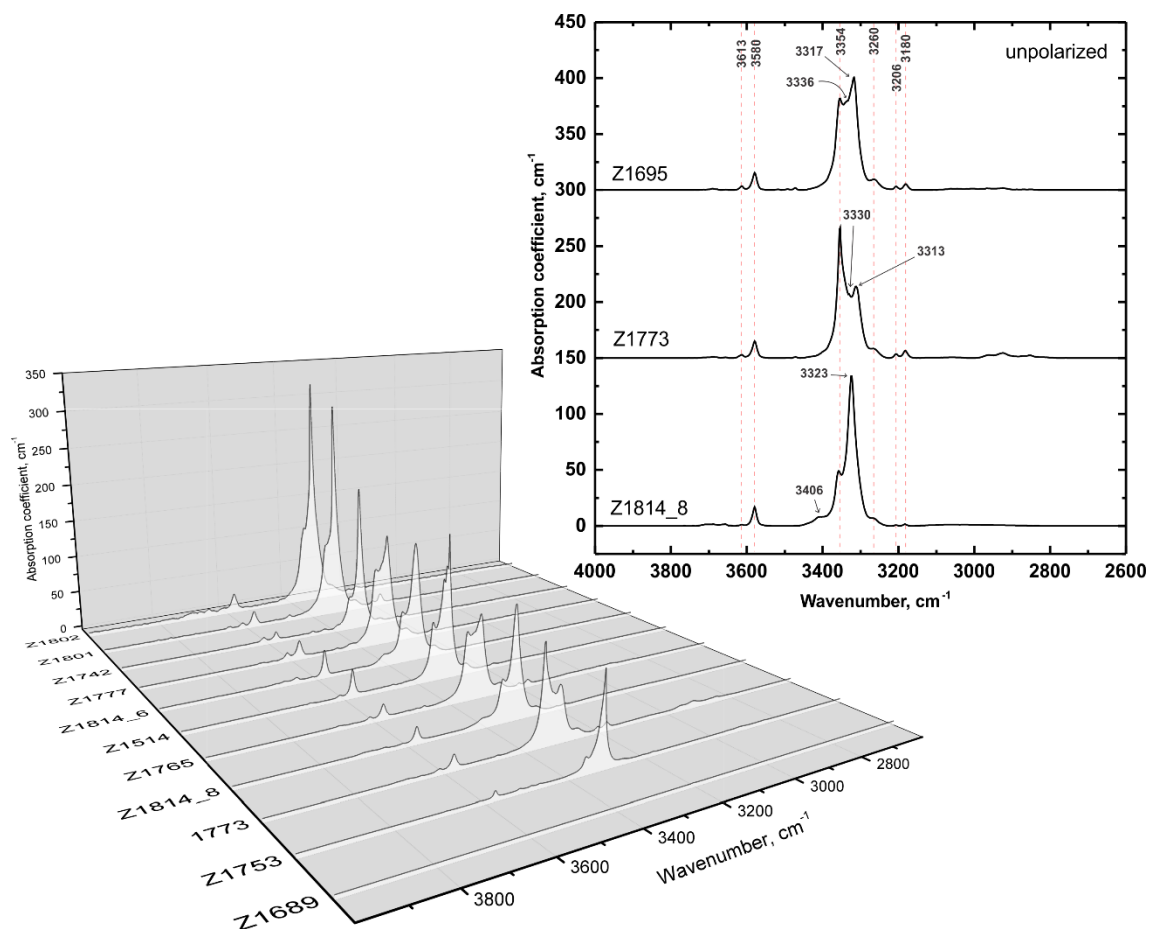 450
400
350
300
250
200
150
100
50
0
Absorption coefficient, cm-1
unpolarized
3613
3580
3317
3354
3336
3260
3206
3180
Z1695
3330
3313
Z1773
3323
3406
Z1814_8
4000 3800 3600 3400 3200 3000 2800 2600
Wavenumber, cm-1
350
300
250
200
150
100
50
0
Absorption coefficient, cm-1
Z1802
Z1801
Z1742
Z1777
Z1814_6
Z1514
Z1765
Z1814_8
1773
Z1753
Z1689
3800
3600
3400
3200
3000
2800
Wavenumber, cm-1